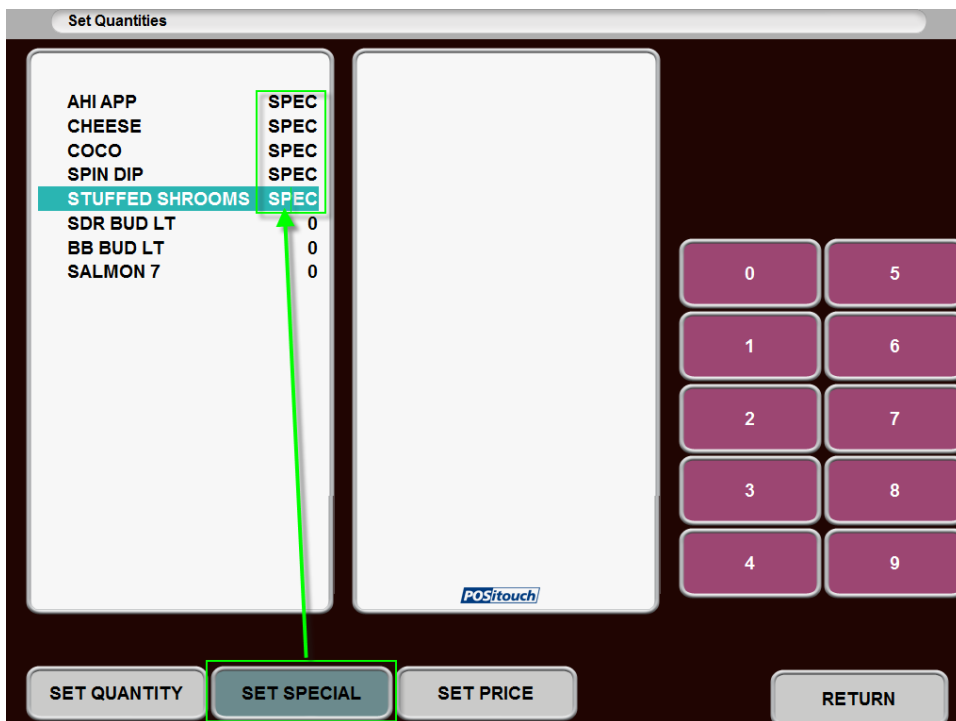 Set Quantities
AHI APP SPEC
CHEESE SPEC
COCO SPEC
SPIN DIP SPEC
STUFFED SHROOMS SPEC
SDR BUD LT 0
BB BUD LT 0
SALMON 7 0
0 5
1 6
2 7
3 8
4 9
POSitouch
SET QUANTITY SET SPECIAL SET PRICE RETURN